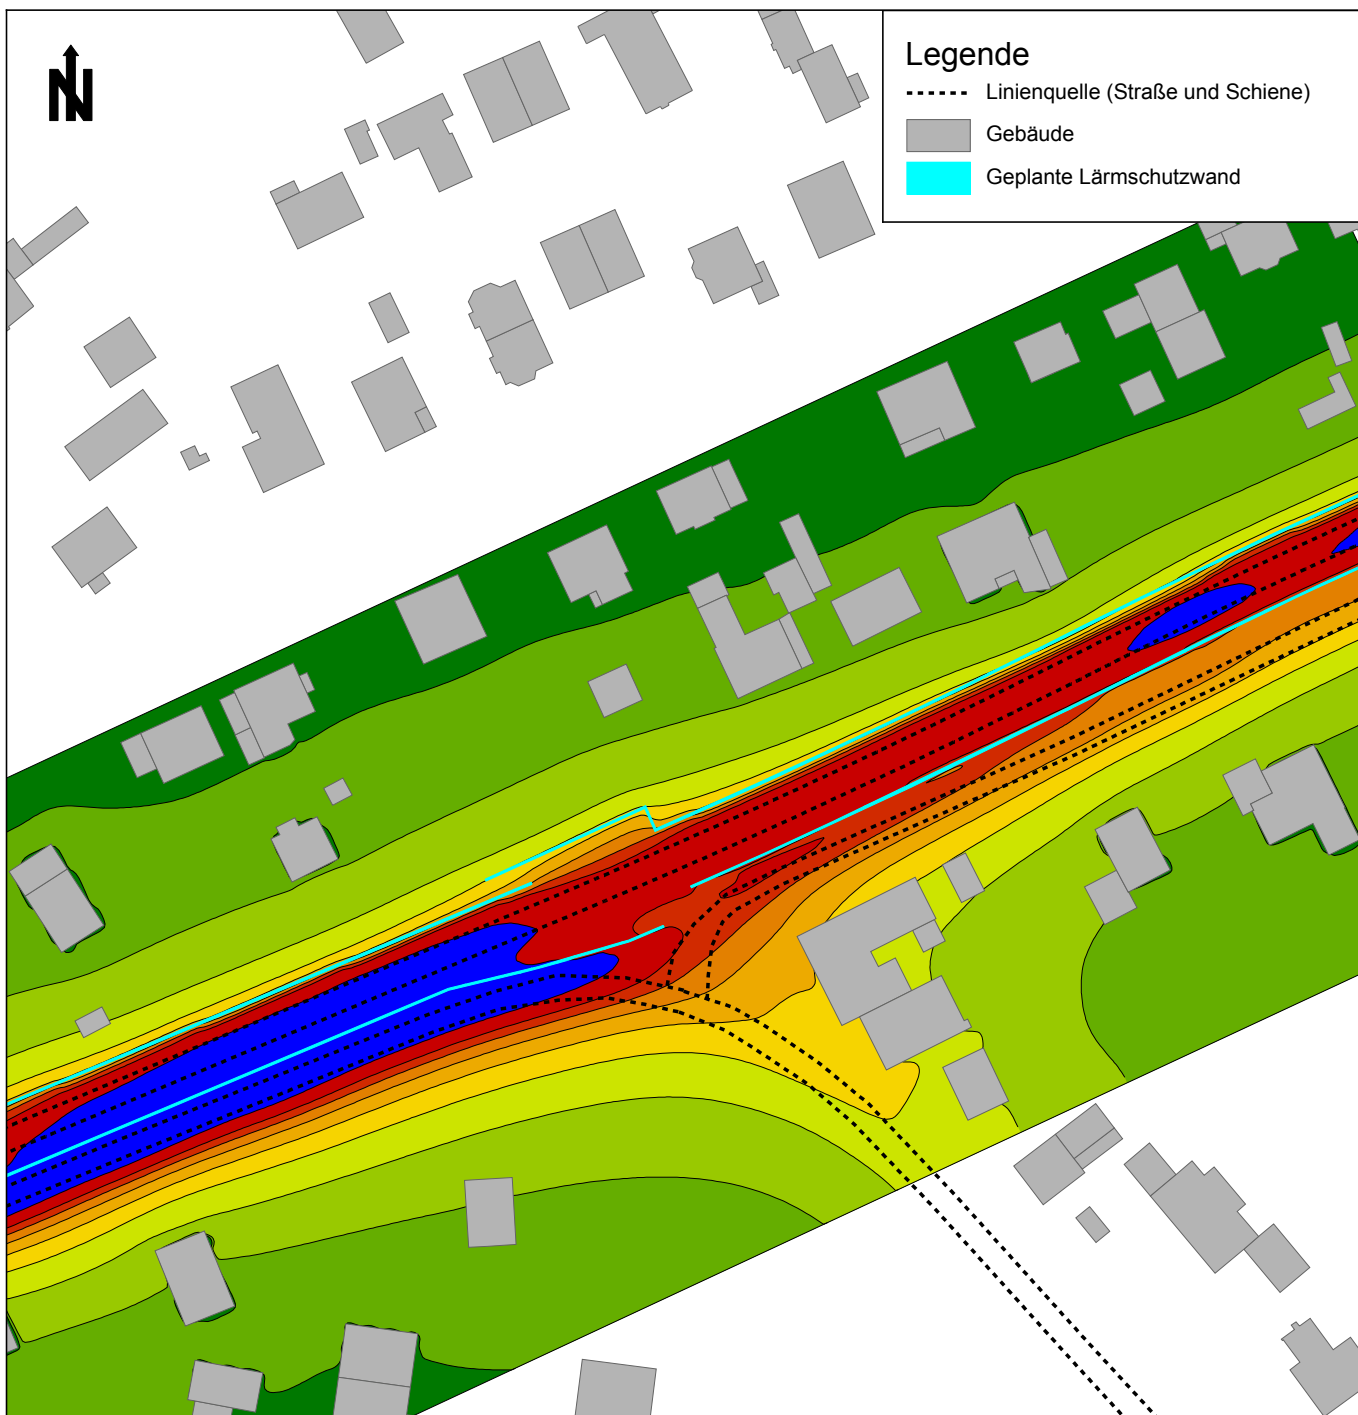 N
Legende
Linienquelle (Straße und Schiene)
Gebäude
Geplante Lärmschutzwand